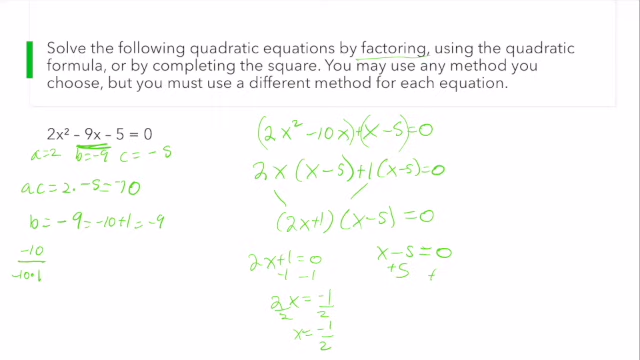 Solve the following quadratic equations by factoring, using the quadratic
formula, or by completing the square. You may use any method you
choose, but you must use a different method for each equation.
2x² – 9x – 5 = 0
a=2 b=-9 c=-5
ac=2·-5=-10
b=-9=-10+1=-9
-10
-10·1
(2x²-10x)+(x-5)=0
2x(x-5)+1(x-5)=0
(2x+1)(x-5)=0
2x+1=0
-1 -1
2x=-1
2 2
x=-1/2
x-5=0
+5 +